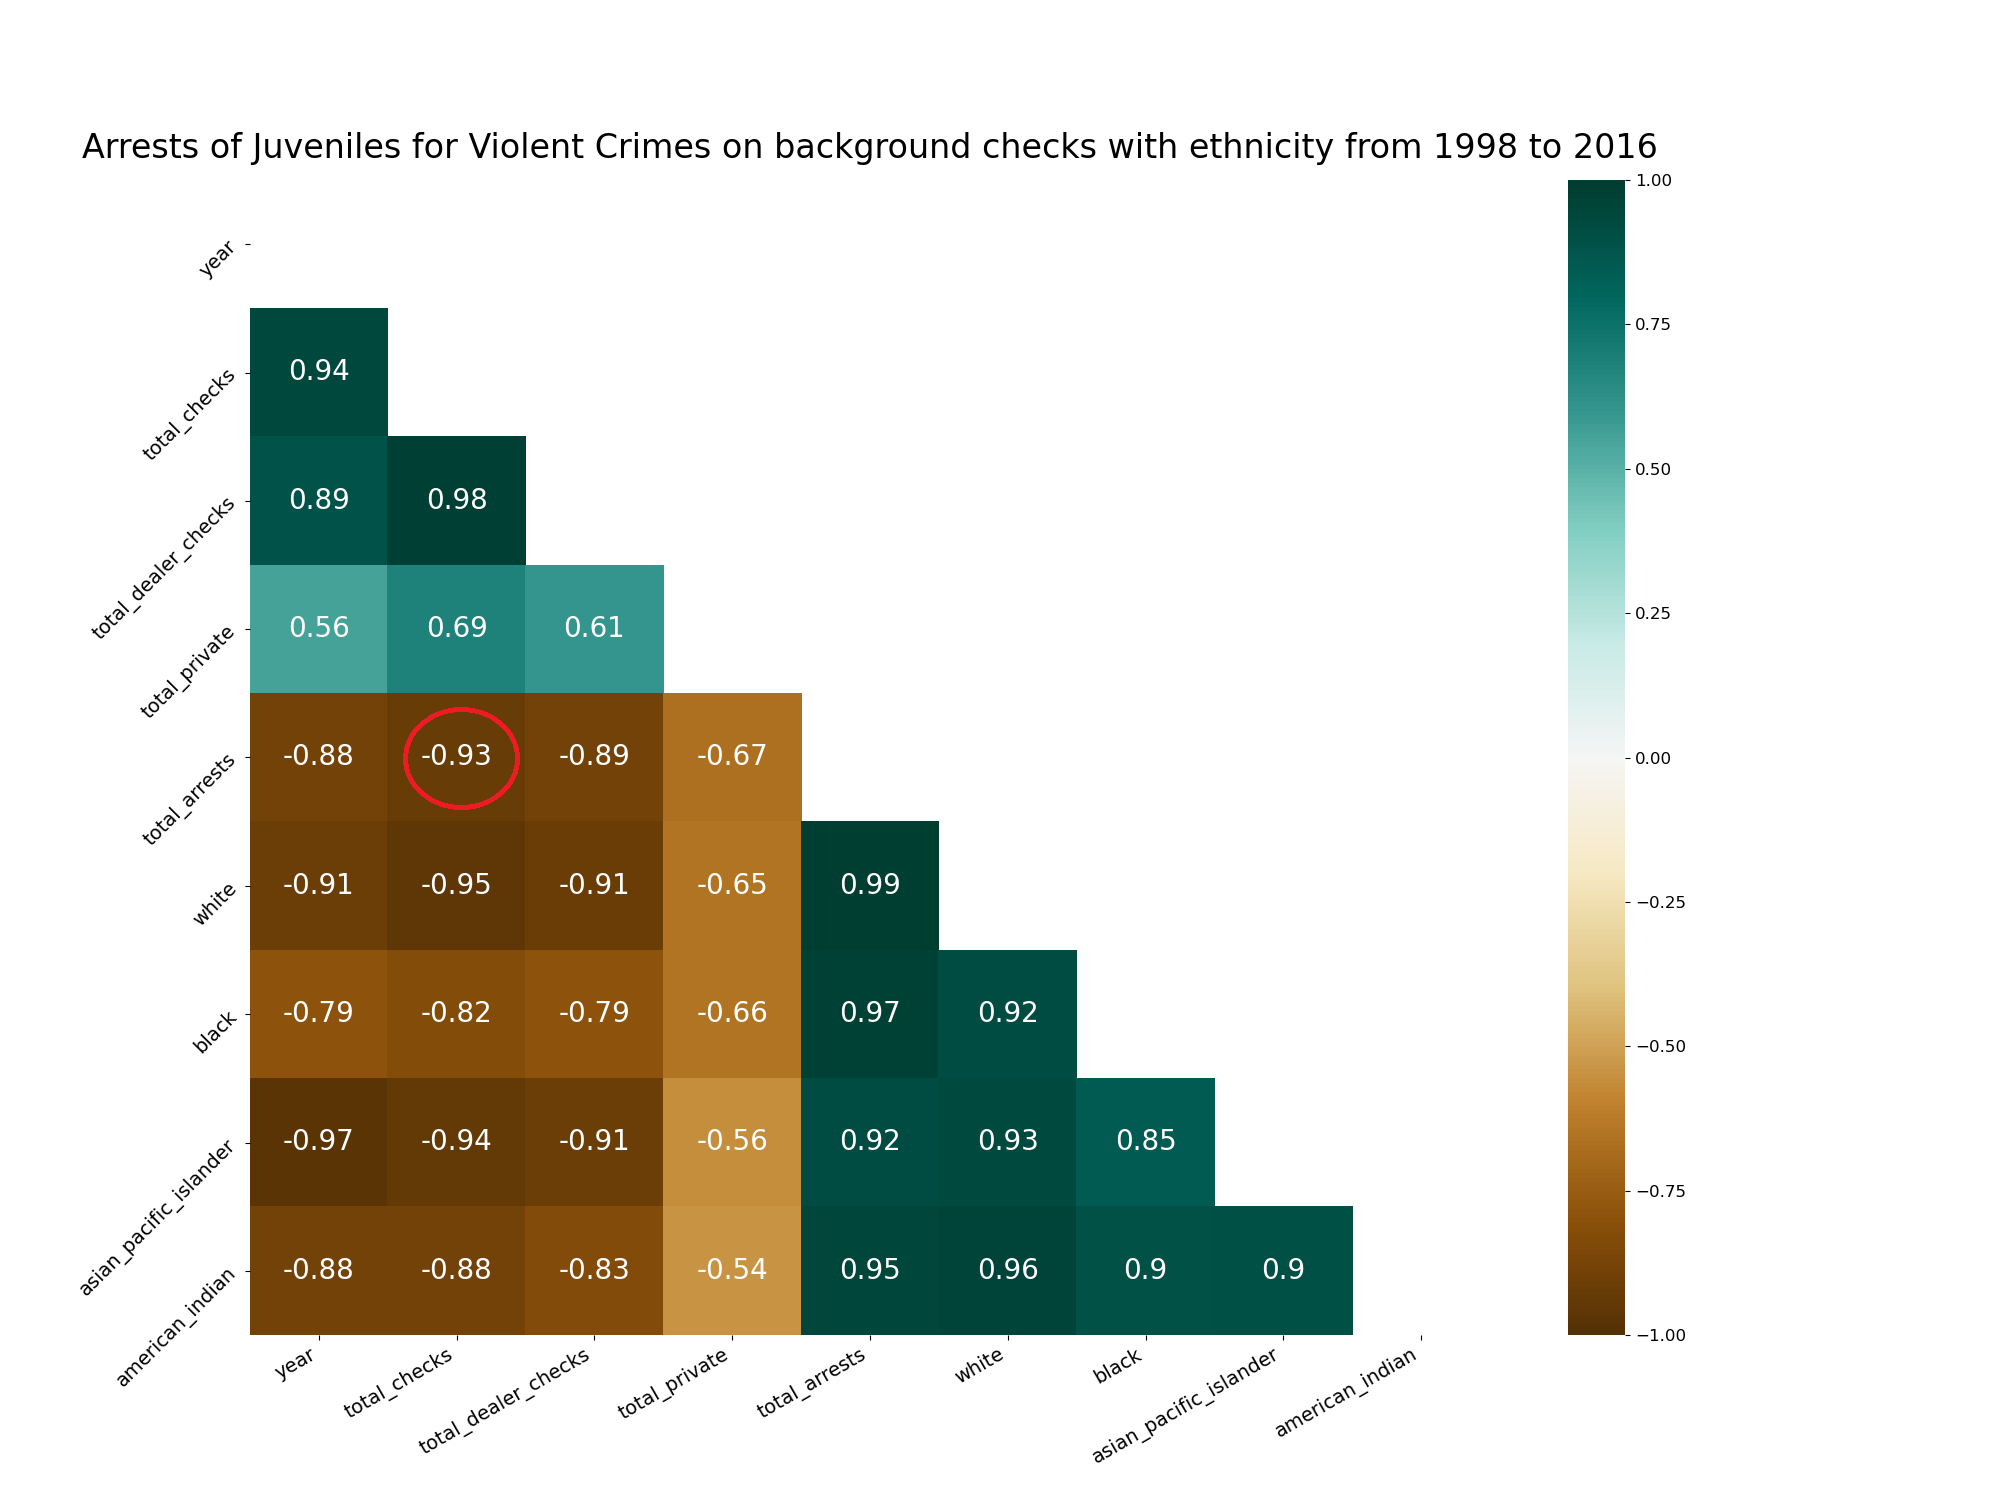 Arrests of Juveniles for Violent Crimes on background checks with ethnicity from 1998 to 2016
1.00
year
0.75
total_checks 0.94
0.50
total_dealer_checks 0.89 0.98
0.25
total_private 0.56 0.69 0.61
0.00
total_arrests -0.88 -0.93 -0.89 -0.67
white -0.91 -0.95 -0.91 -0.65 0.99
−0.25
black -0.79 -0.82 -0.79 -0.66 0.97 0.92
−0.50
asian_pacific_islander -0.97 -0.94 -0.91 -0.56 0.92 0.93 0.85
−0.75
american_indian -0.88 -0.88 -0.83 -0.54 0.95 0.96 0.9 0.9
−1.00
year total_checks total_dealer_checks total_private total_arrests white black asian_pacific_islander american_indian